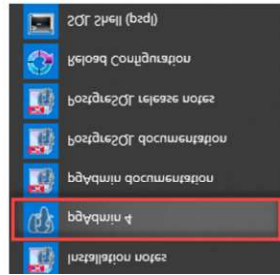 Installation notes
pgAdmin 4
pgAdmin documentation
PostgreSQL documentation
PostgreSQL release notes
Reload Configuration
SQL Shell (psql)